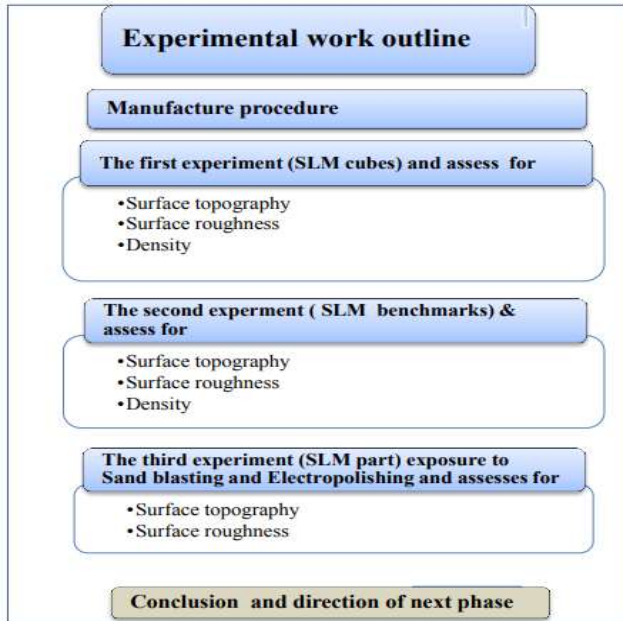 Experimental work outline
Manufacture procedure
The first experiment (SLM cubes) and assess for
•Surface topography
•Surface roughness
•Density
The second experment ( SLM benchmarks) &
assess for
•Surface topography
•Surface roughness
•Density
The third experiment (SLM part) exposure to
Sand blasting and Electropolishing and assesses for
•Surface topography
•Surface roughness
Conclusion and direction of next phase